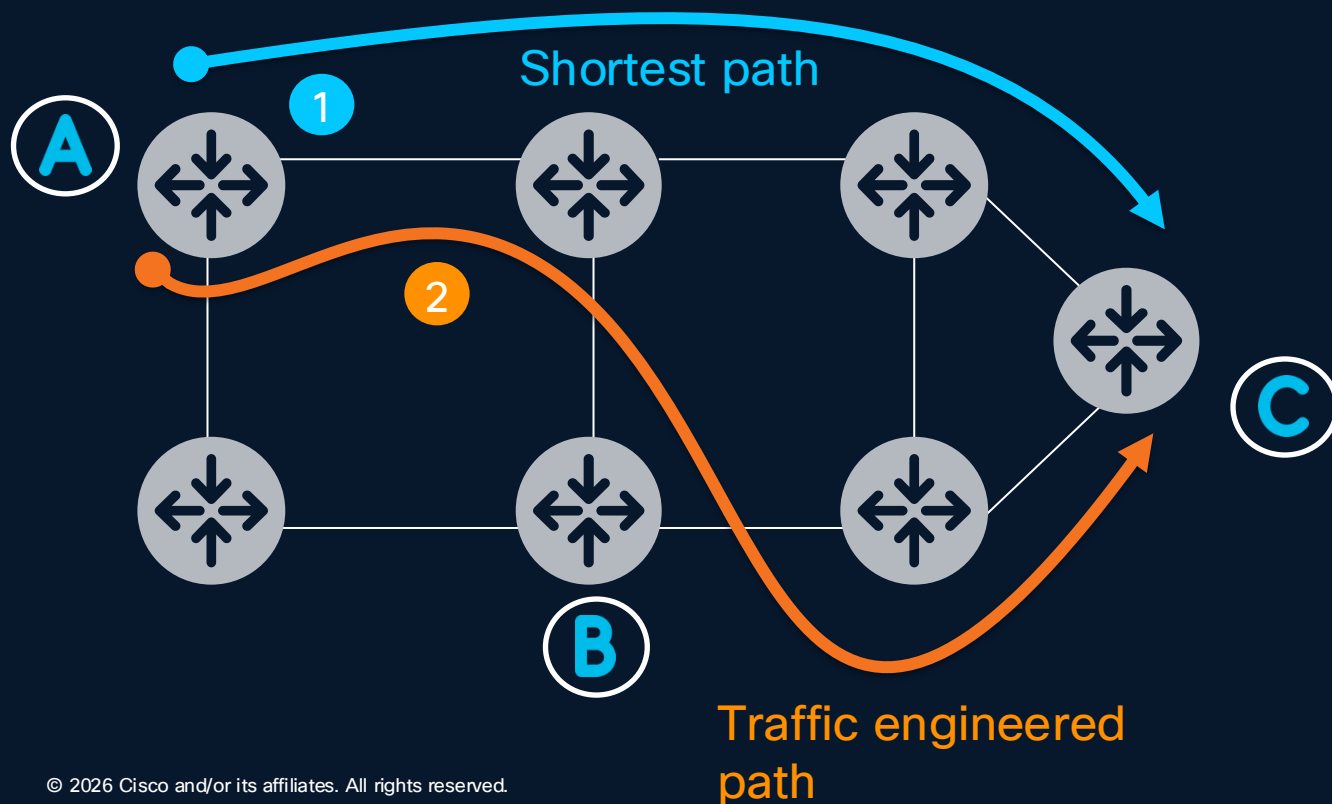 Shortest path
1
A
2
C
B
Traffic engineered
path
© 2026 Cisco and/or its affiliates. All rights reserved.